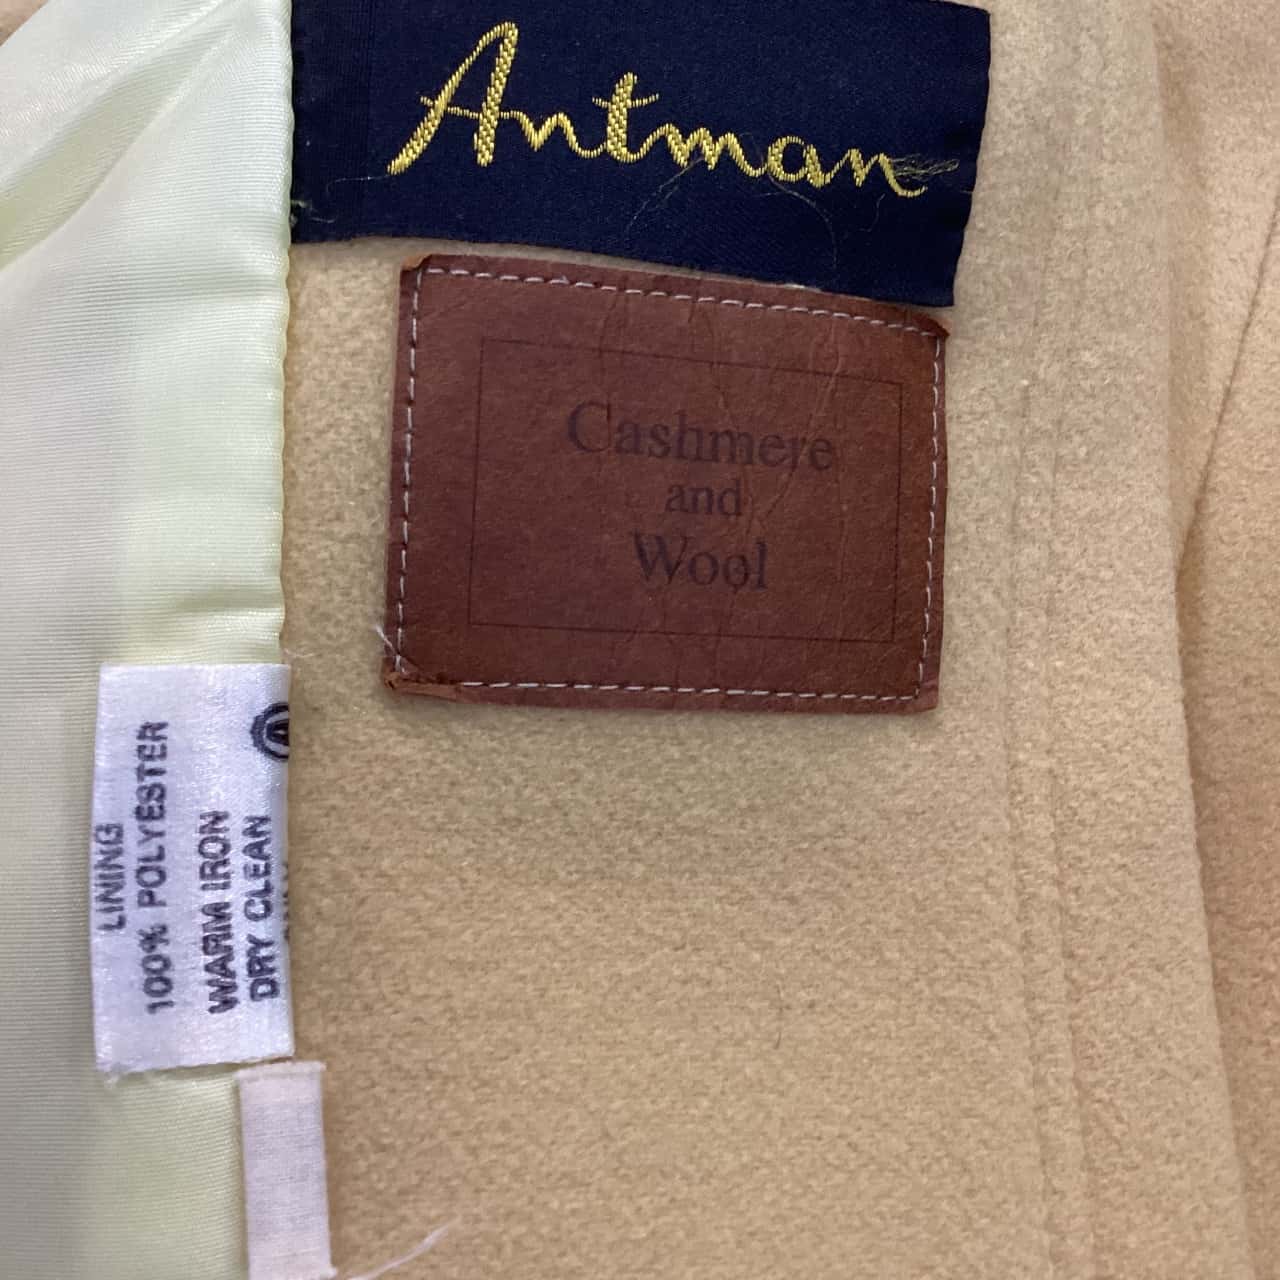 Antman
Cashmere
and
Wool
LINING
100% POLYESTER
WARM IRON
DRY CLEAN
A